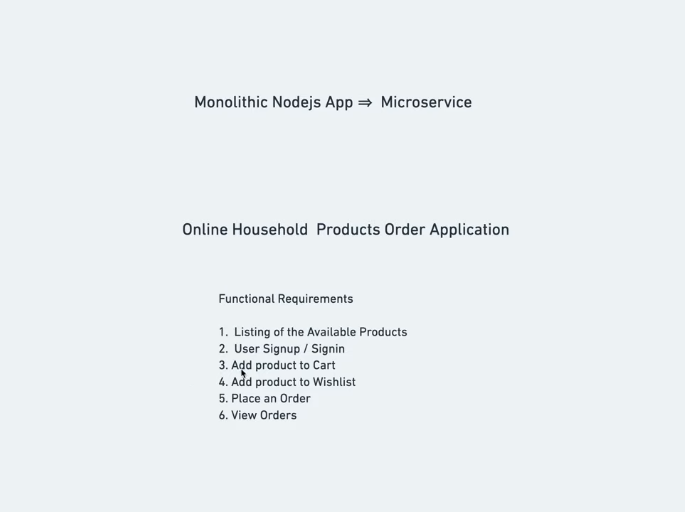 Monolithic Nodejs App ⇒ Microservice
Online Household Products Order Application
Functional Requirements
1. Listing of the Available Products
2. User Signup / Signin
3. Add product to Cart
4. Add product to Wishlist
5. Place an Order
6. View Orders